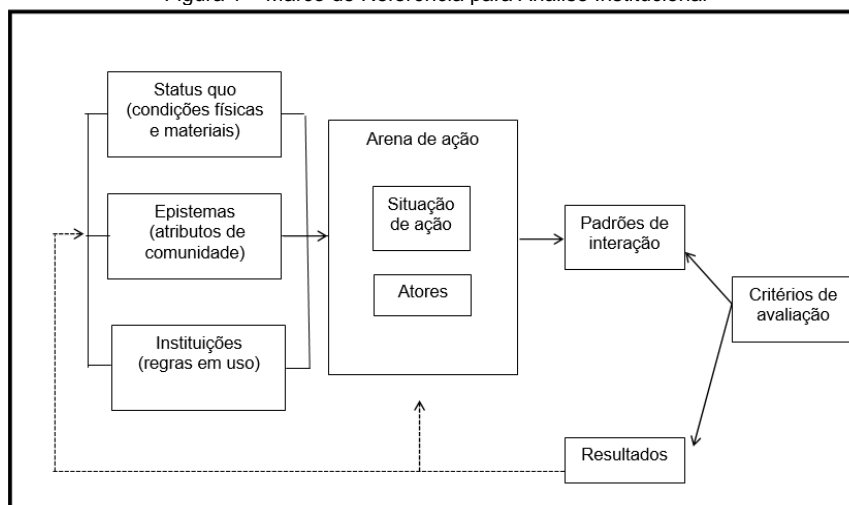 Status quo
(condições físicas
e materiais)
Epistemas
(atributos de
comunidade)
Instituições
(regras em uso)
Arena de ação
Situação
de ação
Atores
Padrões de
interação
Critérios de
avaliação
Resultados